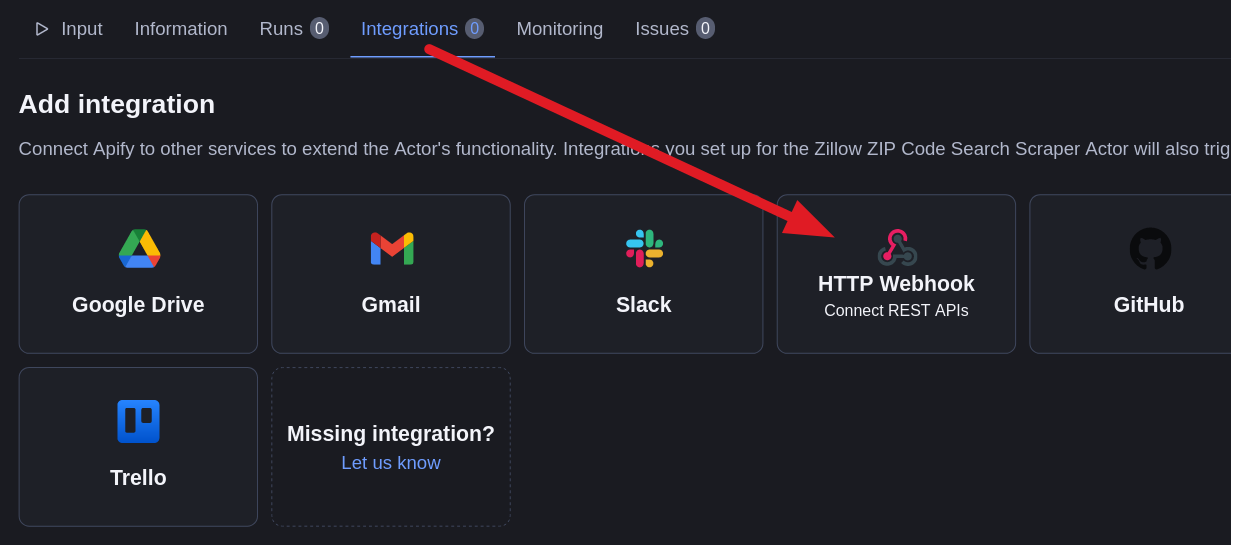 Input Information Runs 0 Integrations 0 Monitoring Issues 0
Add integration
Connect Apify to other services to extend the Actor's functionality. Integrations you set up for the Zillow ZIP Code Search Scraper Actor will also trig
Google Drive
Gmail
Slack
HTTP Webhook
Connect REST APIs
GitHub
Trello
Missing integration?
Let us know